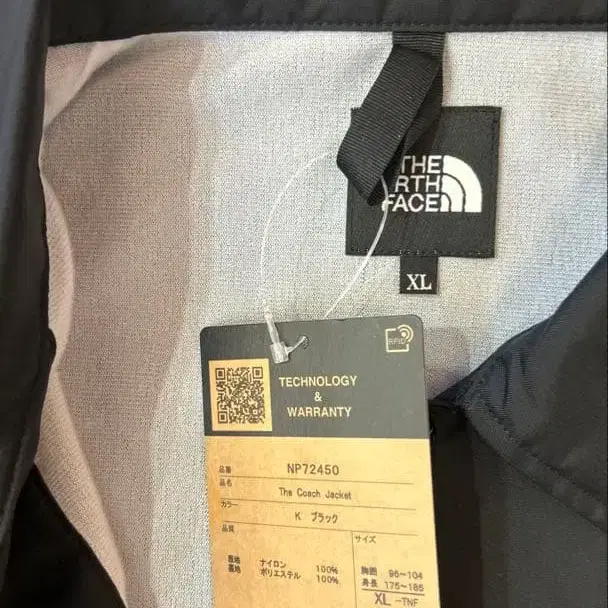 THE
RTH
FACE
XL
RFID
TECHNOLOGY
&
WARRANTY
品番 NP72450
品名 The Coach Jacket
カラー K ブラック
品質 サイズ
表地 ナイロン 100%
裏地 ポリエステル 100%
胸囲 96~104
身長 175~185
XL -TNF